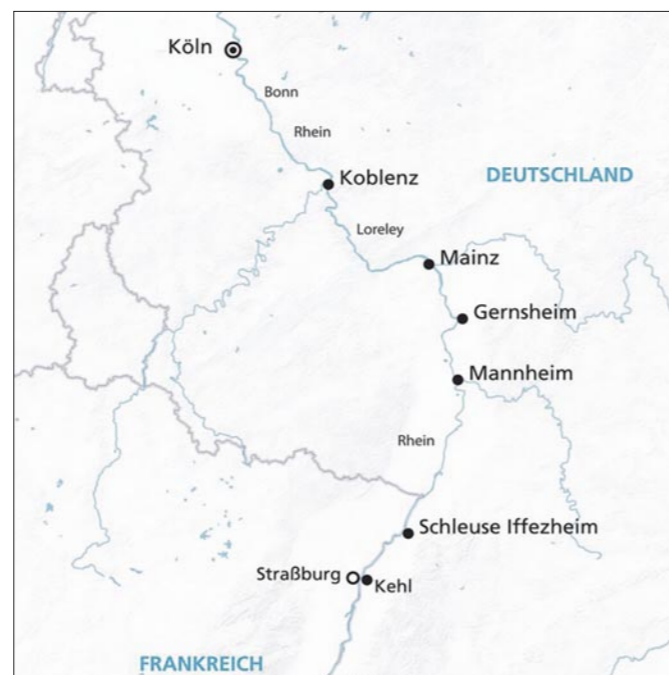 Köln
Bonn
Rhein
Koblenz
DEUTSCHLAND
Loreley
Mainz
Gernsheim
Mannheim
Rhein
Schleuse Iffezheim
Straßburg
Kehl
FRANKREICH